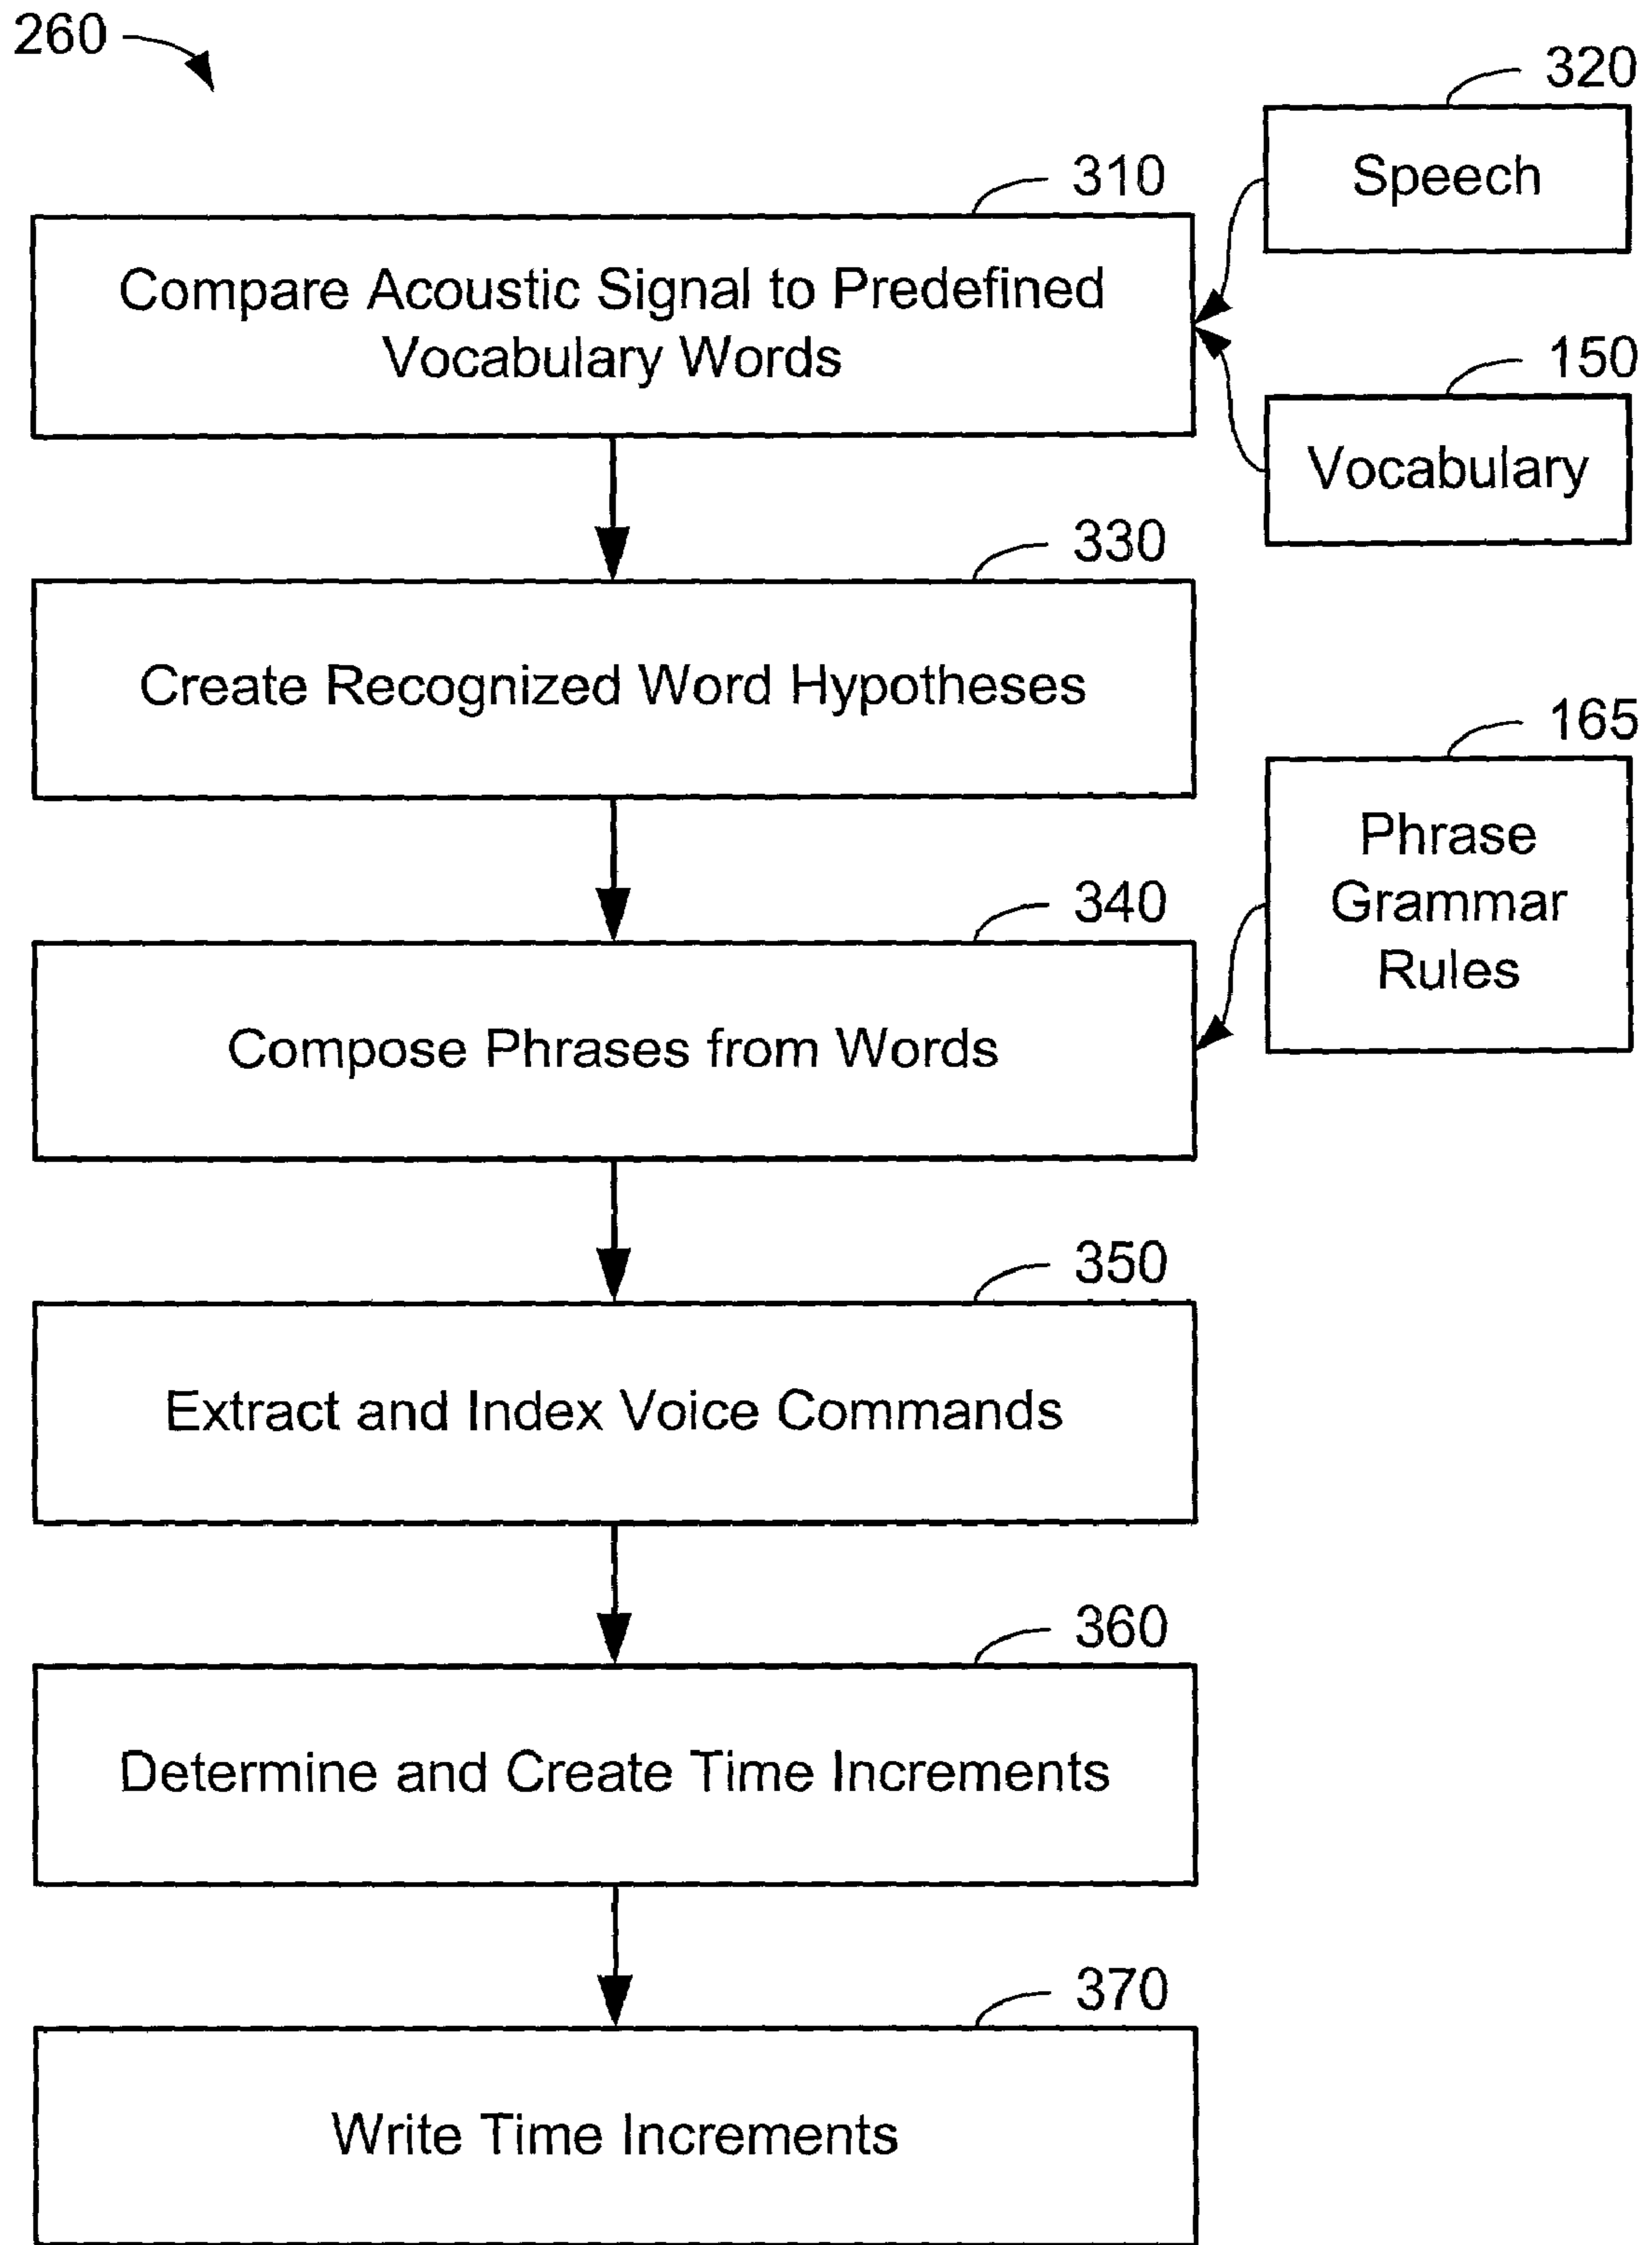 260
320
Speech
310
Compare Acoustic Signal to Predefined
Vocabulary Words
150
Vocabulary
330
Create Recognized Word Hypotheses
165
Phrase
Grammar
Rules
340
Compose Phrases from Words
350
Extract and Index Voice Commands
360
Determine and Create Time Increments
370
Write Time Increments